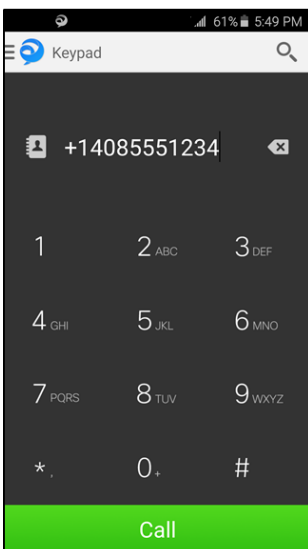 61% 5:49 PM
Keypad
+14085551234
1 2 ABC 3 DEF
4 GHI 5 JKL 6 MNO
7 PQRS 8 TUV 9 WXYZ
* , 0 + #
Call